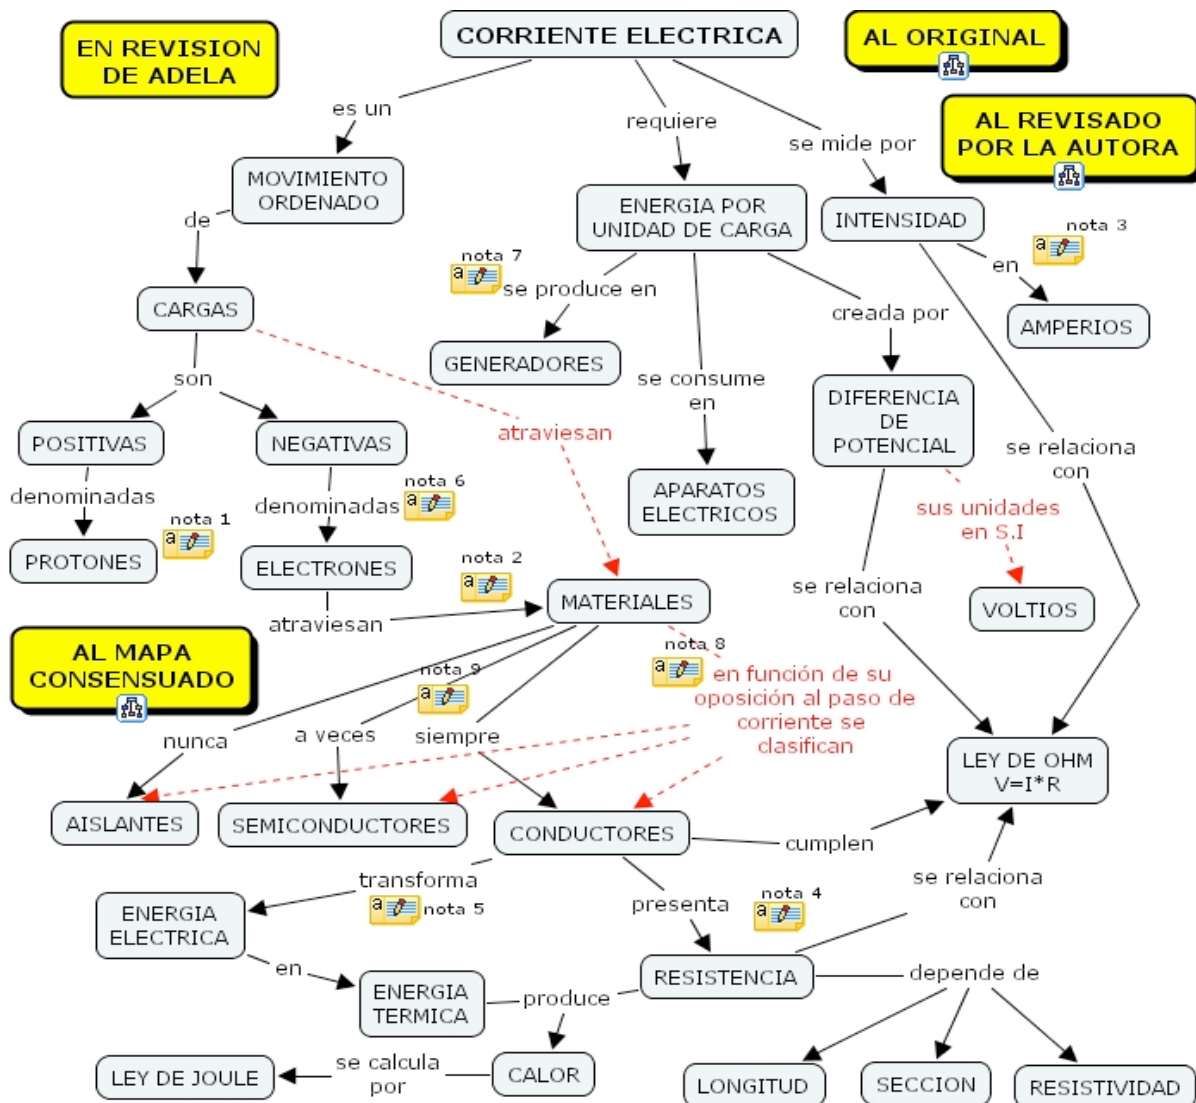 EN REVISION
DE ADELA
CORRIENTE ELECTRICA
AL ORIGINAL
AL REVISADO
POR LA AUTORA
es un
requiere
se mide por
MOVIMIENTO
ORDENADO
ENERGIA POR
UNIDAD DE CARGA
INTENSIDAD
de
nota 7
nota 3
en
se produce en
CARGAS
creada por
AMPERIOS
GENERADORES
son
se consume
en
DIFERENCIA
DE
POTENCIAL
atraviesan
POSITIVAS
NEGATIVAS
se relaciona
con
denominadas
nota 6
denominadas
APARATOS
ELECTRICOS
sus unidades
en S.I
nota 1
PROTONES
ELECTRONES
nota 2
MATERIALES
se relaciona
con
VOLTIOS
atraviesan
AL MAPA
CONSENSUADO
nota 9
nota 8
en función de su
oposición al paso de
corriente se
clasifican
nunca
a veces
siempre
LEY DE OHM
V=I*R
AISLANTES
SEMICONDUCTORES
CONDUCTORES
cumplen
transforma
nota 5
presenta
nota 4
se relaciona
con
ENERGIA
ELECTRICA
en
RESISTENCIA
depende de
ENERGIA
TERMICA
produce
LEY DE JOULE
se calcula
por
CALOR
LONGITUD
SECCION
RESISTIVIDAD